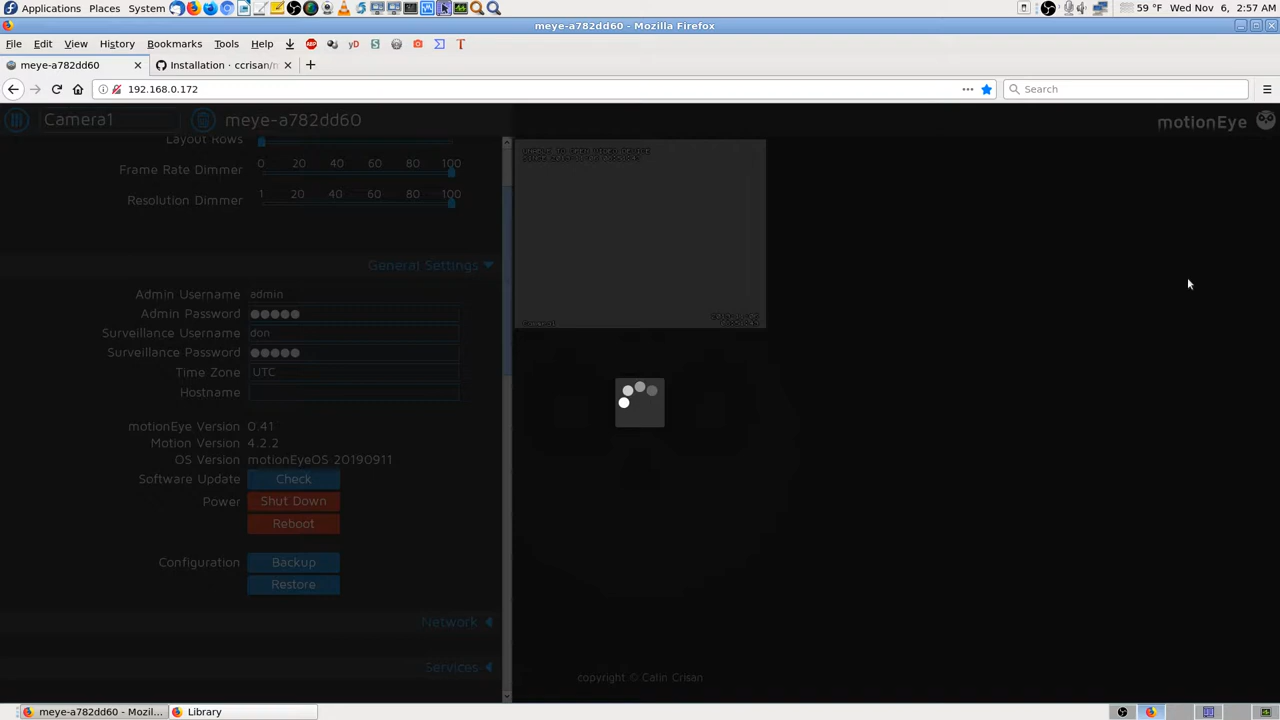 Applications Places System 59 °F Wed Nov 6, 2:57 AM
meye-a782dd60 - Mozilla Firefox
File Edit View History Bookmarks Tools Help
meye-a782dd60 Installation · ccrisan/m
192.168.0.172 Search
Camera1 meye-a782dd60 motionEye
Layout Rows
Frame Rate Dimmer 0 20 40 60 80 100
Resolution Dimmer 1 20 40 60 80 100
General Settings
Admin Username admin
Admin Password
Surveillance Username don
Surveillance Password
Time Zone UTC
Hostname
motionEye Version 0.41
Motion Version 4.2.2
OS Version motionEyeOS 20190911
Software Update Check
Power Shut Down
Reboot
Configuration Backup
Restore
Network
Services
copyright © Calin Crisan
meye-a782dd60 - Mozil... Library